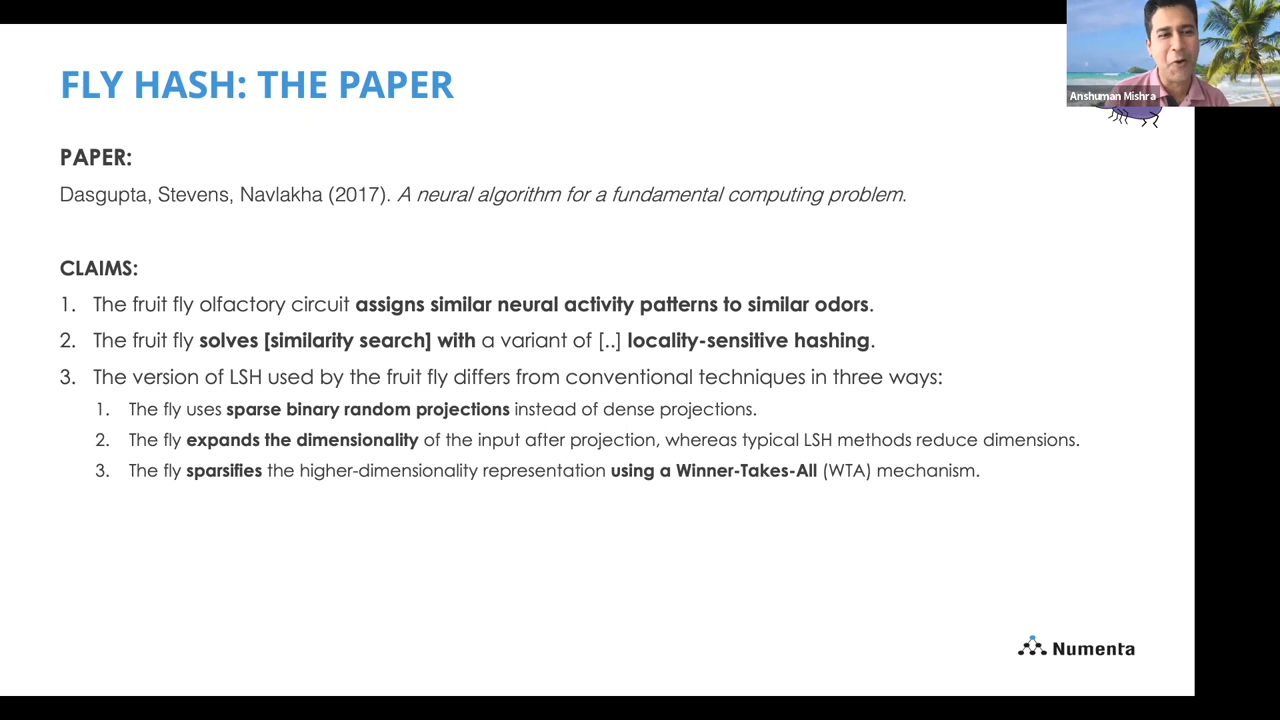 Anshuman Mishra
FLY HASH: THE PAPER
PAPER:
Dasgupta, Stevens, Navlakha (2017). A neural algorithm for a fundamental computing problem.
CLAIMS:
1. The fruit fly olfactory circuit assigns similar neural activity patterns to similar odors.
2. The fruit fly solves [similarity search] with a variant of [..] locality-sensitive hashing.
3. The version of LSH used by the fruit fly differs from conventional techniques in three ways:
1. The fly uses sparse binary random projections instead of dense projections.
2. The fly expands the dimensionality of the input after projection, whereas typical LSH methods reduce dimensions.
3. The fly sparsifies the higher-dimensionality representation using a Winner-Takes-All (WTA) mechanism.
Numenta